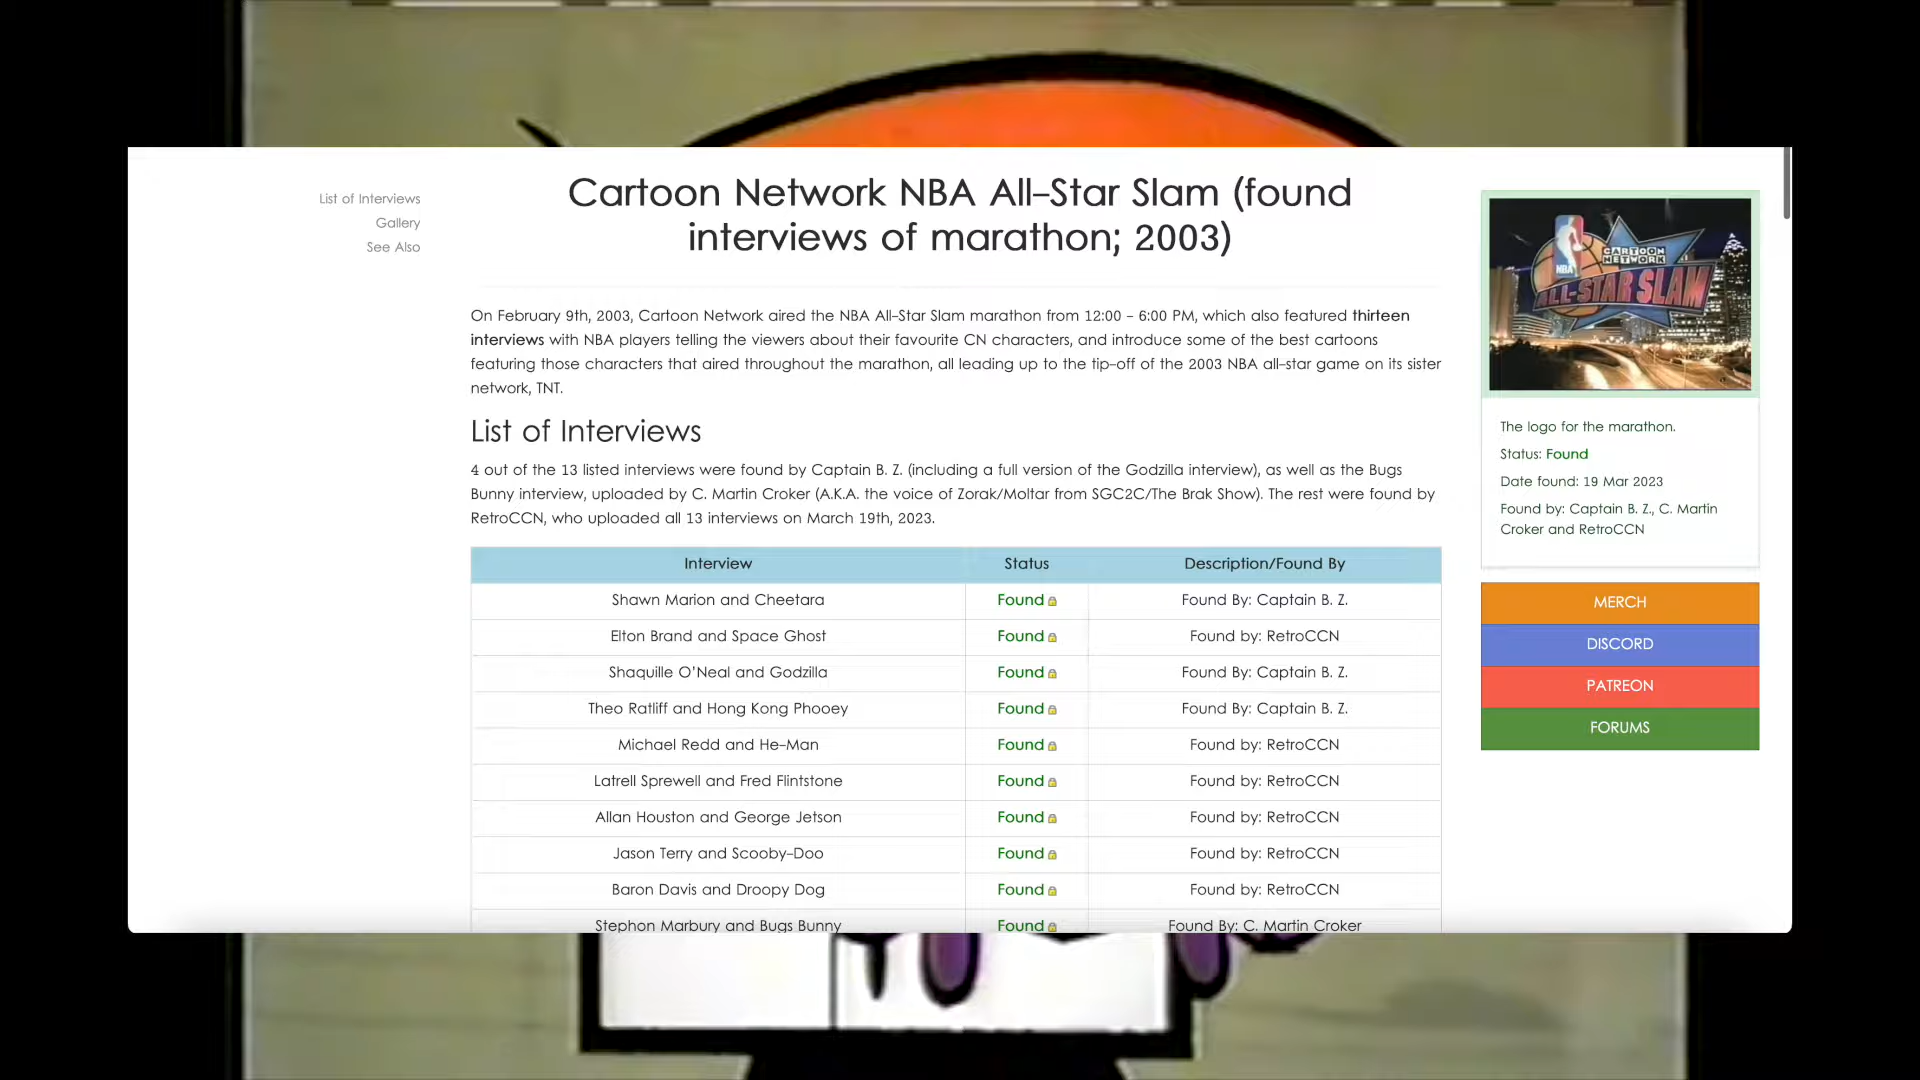 List of Interviews
Gallery
See Also
Cartoon Network NBA All-Star Slam (found
interviews of marathon; 2003)
On February 9th, 2003, Cartoon Network aired the NBA All-Star Slam marathon from 12:00 - 6:00 PM, which also featured thirteen
interviews with NBA players telling the viewers about their favourite CN characters, and introduce some of the best cartoons
featuring those characters that aired throughout the marathon, all leading up to the tip-off of the 2003 NBA all-star game on its sister
network, TNT.
List of Interviews
4 out of the 13 listed interviews were found by Captain B. Z. (including a full version of the Godzilla interview), as well as the Bugs
Bunny interview, uploaded by C. Martin Croker (A.K.A. the voice of Zorak/Moltar from SGC2C/The Brak Show). The rest were found by
RetroCCN, who uploaded all 13 interviews on March 19th, 2023.
Interview Status Description/Found By
Shawn Marion and Cheetara Found Found By: Captain B. Z.
Elton Brand and Space Ghost Found Found by: RetroCCN
Shaquille O'Neal and Godzilla Found Found By: Captain B. Z.
Theo Ratliff and Hong Kong Phooey Found Found By: Captain B. Z.
Michael Redd and He-Man Found Found by: RetroCCN
Latrell Sprewell and Fred Flintstone Found Found by: RetroCCN
Allan Houston and George Jetson Found Found by: RetroCCN
Jason Terry and Scooby-Doo Found Found by: RetroCCN
Baron Davis and Droopy Dog Found Found by: RetroCCN
Stephon Marbury and Bugs Bunny Found Found By: C. Martin Croker
NBA
CARTOON
NETWORK
ALL-STAR SLAM
The logo for the marathon.
Status: Found
Date found: 19 Mar 2023
Found by: Captain B. Z., C. Martin
Croker and RetroCCN
MERCH
DISCORD
PATREON
FORUMS